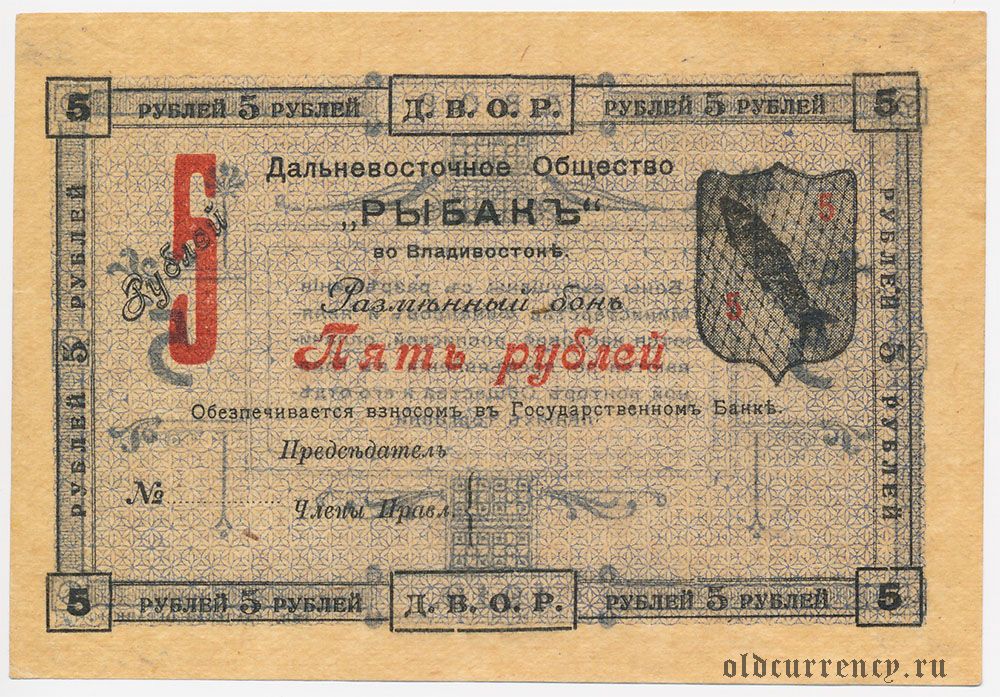 5 РУБЛЕЙ 5 РУБЛЕЙ Д. В. О. Р. РУБЛЕЙ 5 РУБЛЕЙ 5
Дальневосточное Общество
„РЫБАКЪ“
во Владивостокѣ.
5 Рублей
5
5
Размѣнный бонъ
Пять рублей
Обезпечивается взносомъ въ Государственномъ Банкѣ.
Предсѣдатель
№
Члены Правл.
РУБЛЕЙ 5 РУБЛЕЙ
РУБЛЕЙ 5 РУБЛЕЙ
5 РУБЛЕЙ 5 РУБЛЕЙ Д. В. О. Р. РУБЛЕЙ 5 РУБЛЕЙ 5
oldcurrency.ru